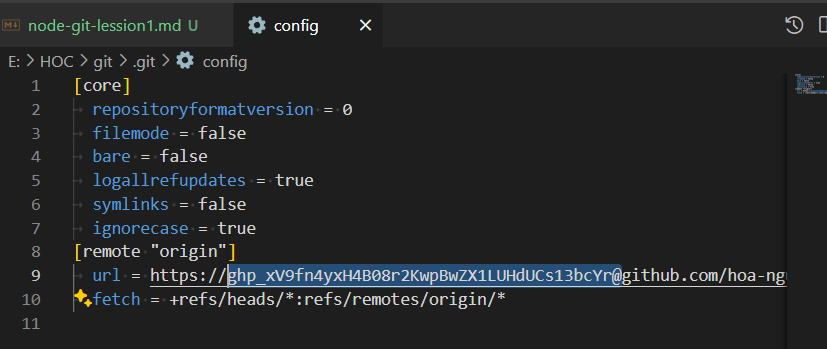 node-git-lession1.md U
config
E: > HOC > git > .git > config
1 [core]
2 repositoryformatversion = 0
3 filemode = false
4 bare = false
5 logallrefupdates = true
6 symlinks = false
7 ignorecase = true
8 [remote "origin"]
9 url = https://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@github.com/hoa-ng
10 fetch = +refs/heads/*:refs/remotes/origin/*
11